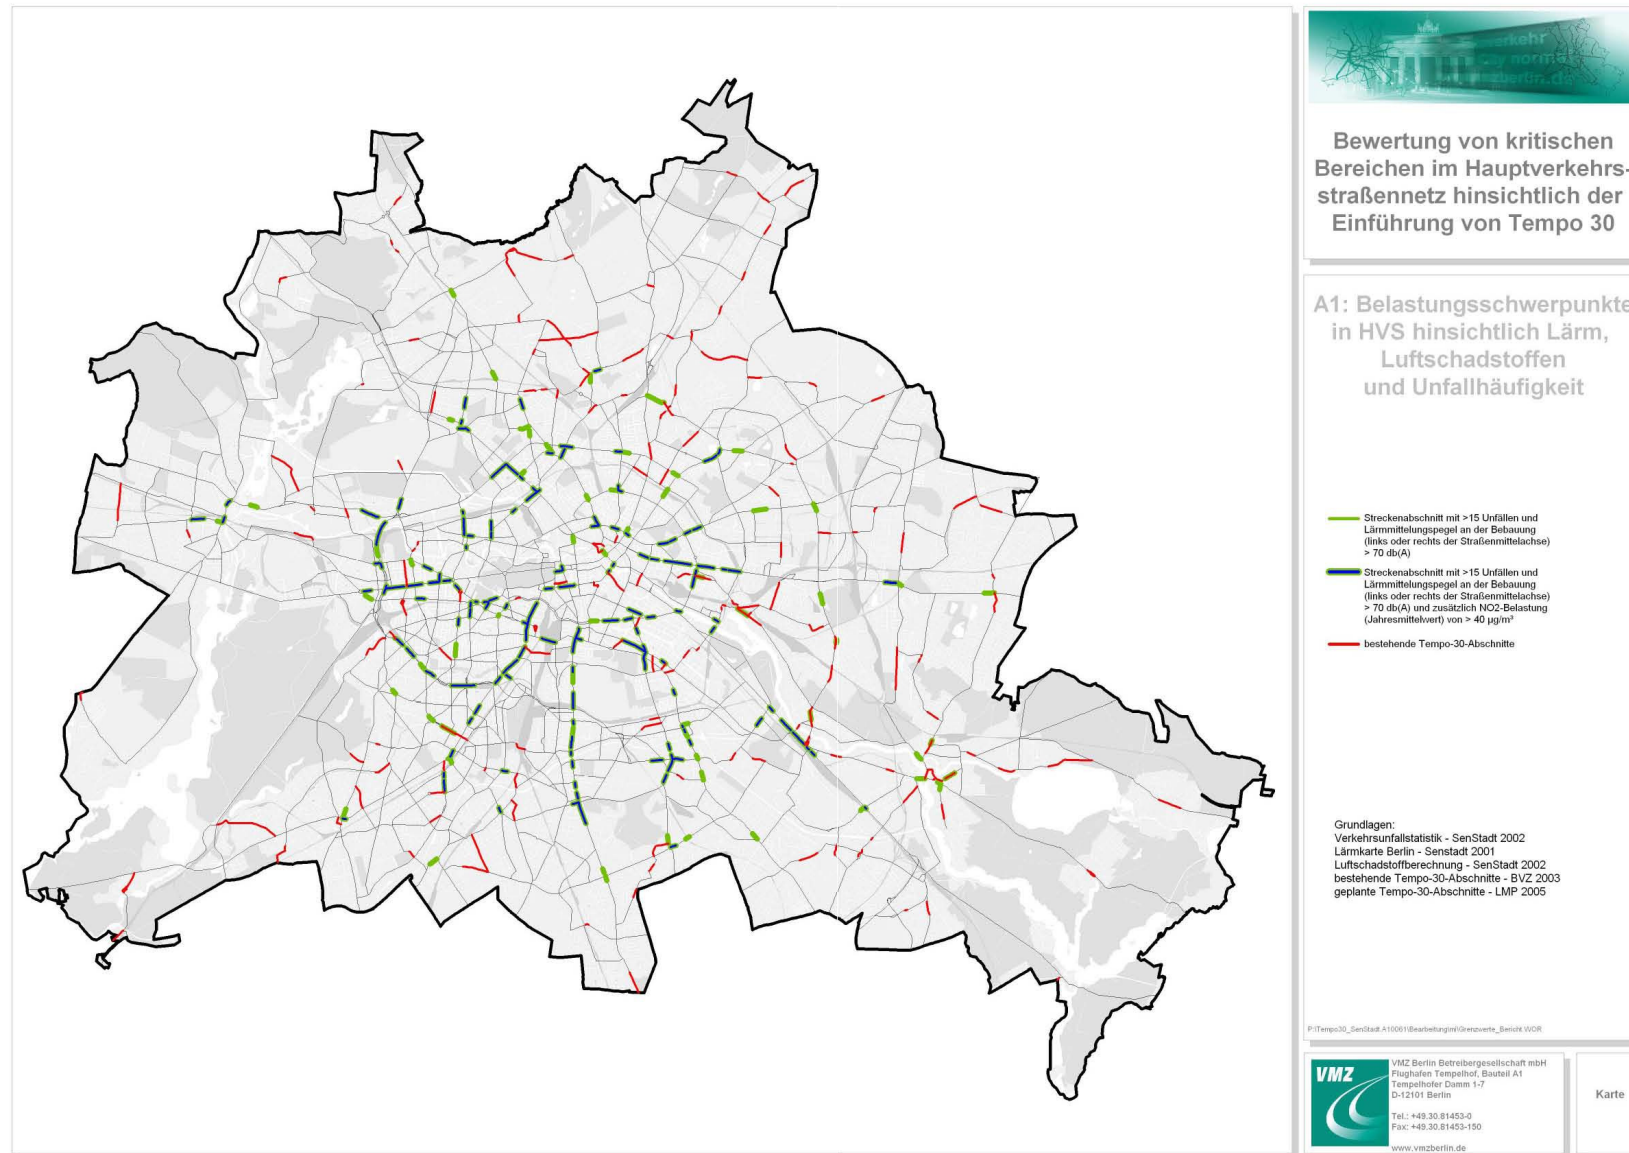 Bewertung von kritischen
Bereichen im Hauptverkehrs-
straßennetz hinsichtlich der
Einführung von Tempo 30
A1: Belastungsschwerpunkte
in HVS hinsichtlich Lärm,
Luftschadstoffen
und Unfallhäufigkeit
Streckenabschnitt mit >15 Unfällen und
Lärmmittelungspegel an der Bebauung
(links oder rechts der Straßenmittelachse)
> 70 db(A)
Streckenabschnitt mit >15 Unfällen und
Lärmmittelungspegel an der Bebauung
(links oder rechts der Straßenmittelachse)
> 70 db(A) und zusätzlich NO2-Belastung
(Jahresmittelwert) von > 40 µg/m³
bestehende Tempo-30-Abschnitte
Grundlagen:
Verkehrsunfallstatistik - SenStadt 2002
Lärmkarte Berlin - Senstadt 2001
Luftschadstoffberechnung - SenStadt 2002
bestehende Tempo-30-Abschnitte - BVZ 2003
geplante Tempo-30-Abschnitte - LMP 2005
P:\Tempo30_SenStadt.A10061\Bearbeitung\mi\Grenzwerte_Bericht.WOR
VMZ
VMZ Berlin Betreibergesellschaft mbH
Flughafen Tempelhof, Bauteil A1
Tempelhofer Damm 1-7
D-12101 Berlin
Tel.: +49.30.81453-0
Fax: +49.30.81453-150
www.vmzberlin.de
Karte